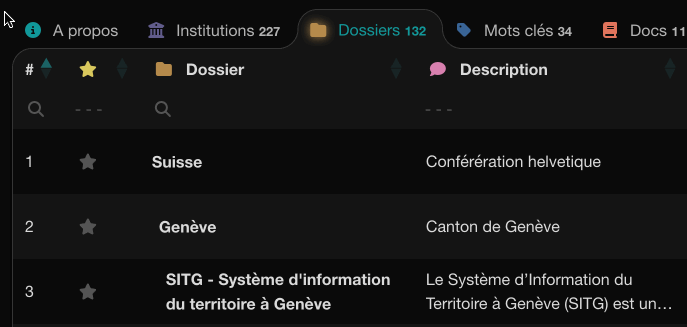 A propos Institutions 227 Dossiers 132 Mots clés 34 Docs 11
# Dossier Description
--- ---
1 Suisse Conférération helvetique
2 Genève Canton de Genève
3 SITG - Système d'information Le Système d’Information du
du territoire à Genève Territoire à Genève (SITG) est un…